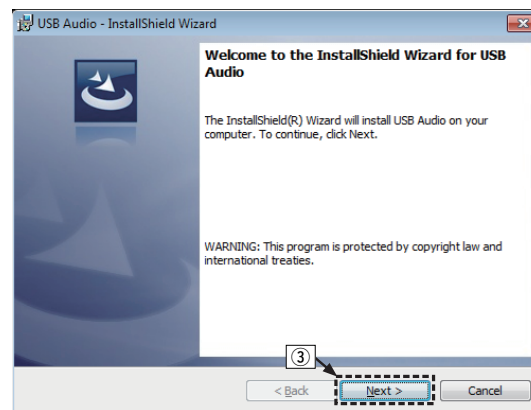 USB Audio - InstallShield Wizard
Welcome to the InstallShield Wizard for USB
Audio
The InstallShield(R) Wizard will install USB Audio on your
computer. To continue, click Next.
WARNING: This program is protected by copyright law and
international treaties.
③
< Back Next > Cancel